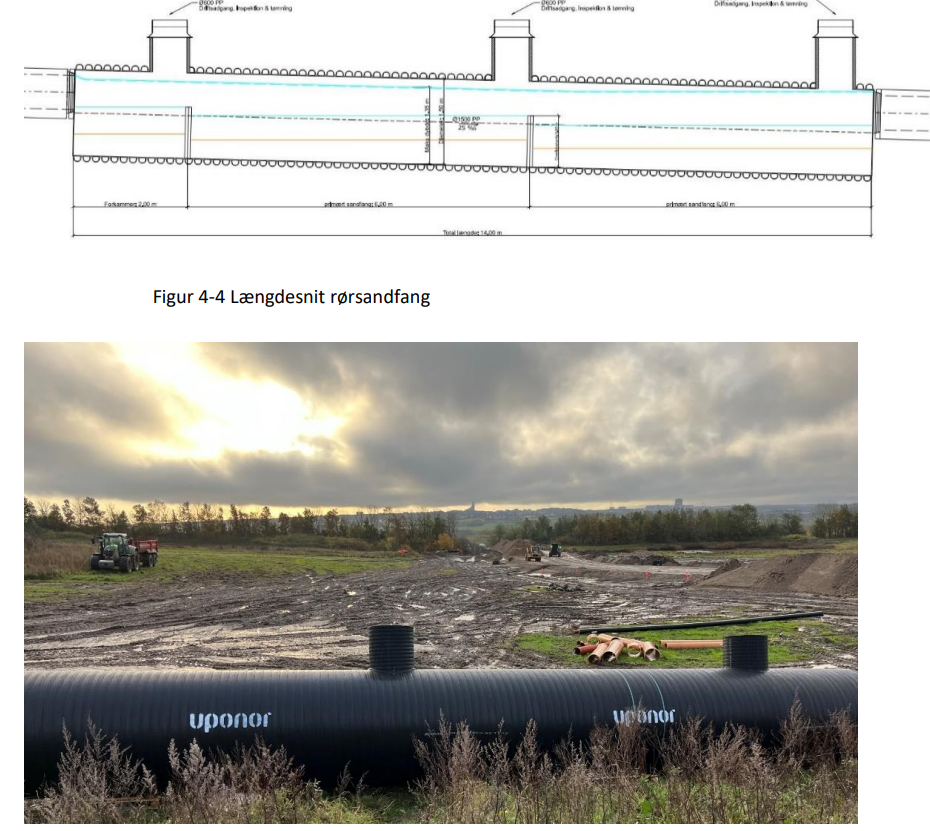 Ø600 PP
Driftsadgang, Inspektion & tømning
Ø600 PP
Driftsadgang, Inspektion & tømning
Driftsadgang, Inspektion & tømning
Ø1500 PP
25 ‰
Forkammer: 2,00 m
primært sandfang: 6,00 m
primært sandfang: 6,00 m
Total længde: 14,00 m
Figur 4-4 Længdesnit rørsandfang
uponor
uponor